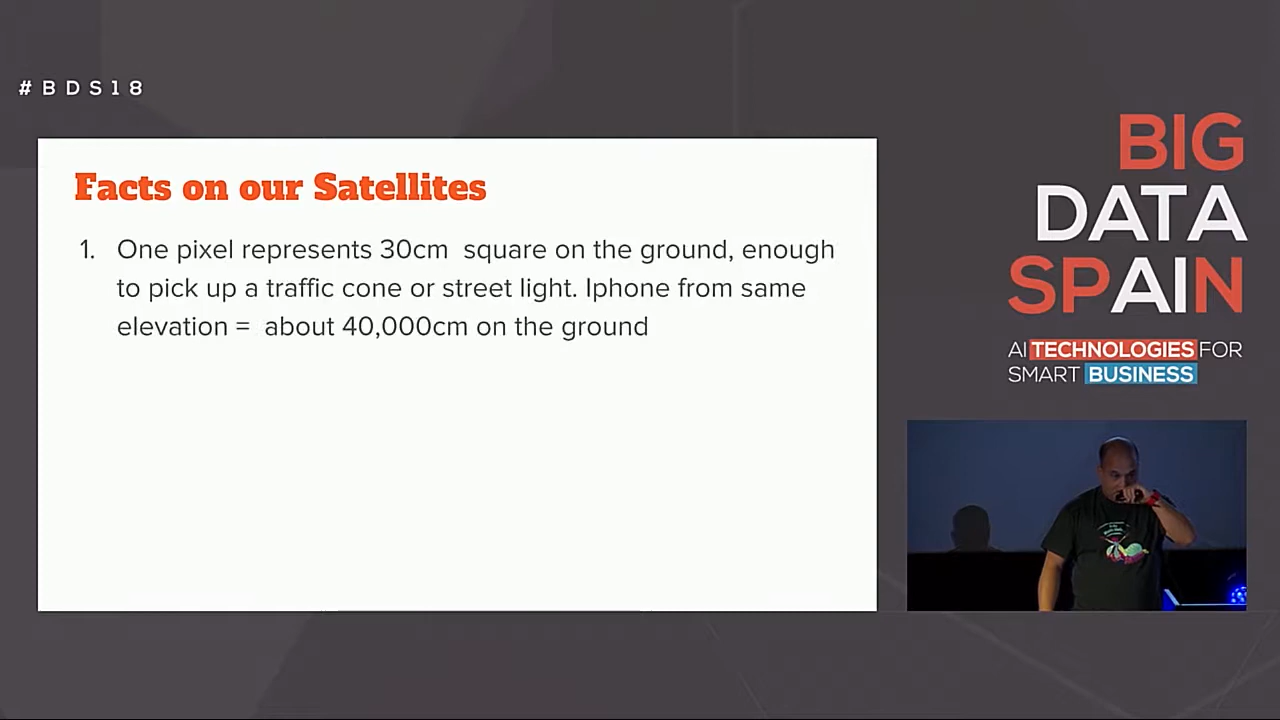 #BDS18
Facts on our Satellites
1. One pixel represents 30cm  square on the ground, enough
to pick up a traffic cone or street light. Iphone from same
elevation =  about 40,000cm on the ground
BIG
DATA
SPAIN
AI TECHNOLOGIES FOR
SMART BUSINESS